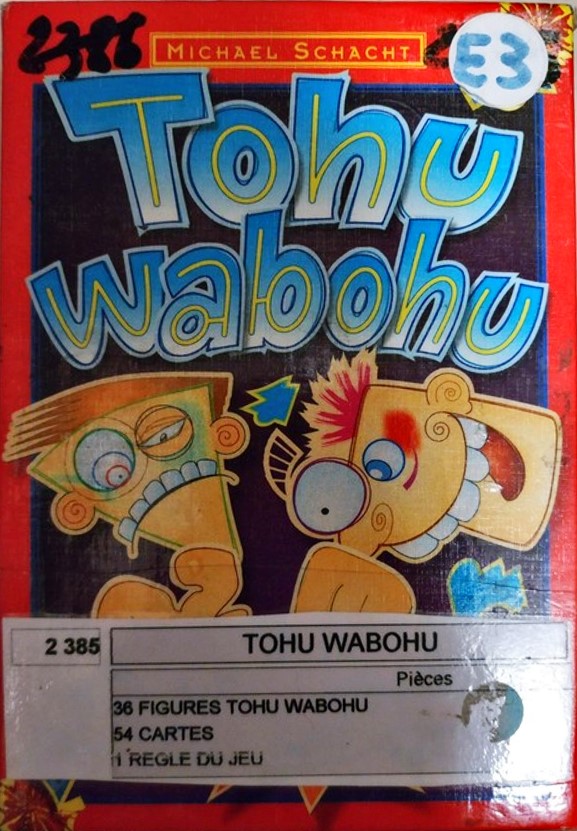 MICHAEL SCHACHT
E3
Tohu
wabohu
2 385
TOHU WABOHU
Pièces
36 FIGURES TOHU WABOHU
54 CARTES
1 REGLE DU JEU